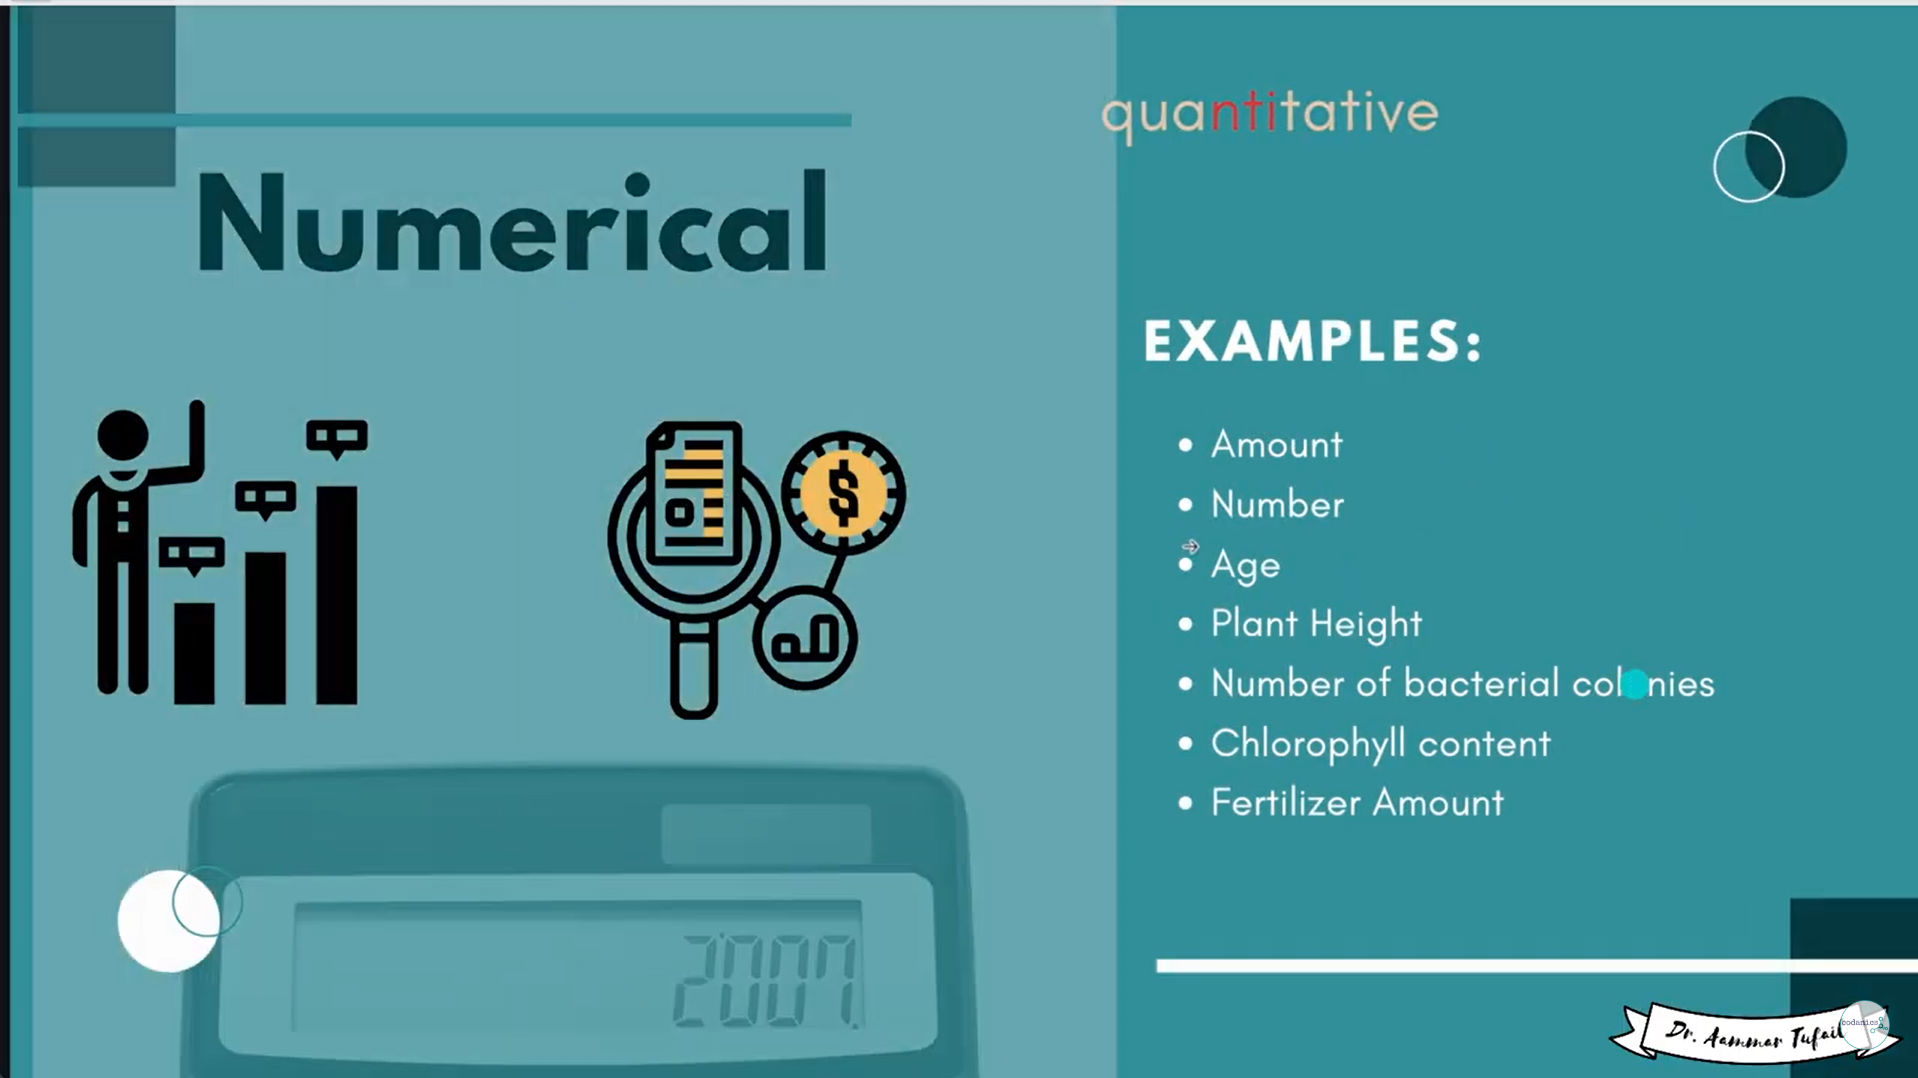 quantitative
Numerical
EXAMPLES:
Amount
Number
Age
Plant Height
Number of bacterial colonies
Chlorophyll content
Fertilizer Amount
2007.
Dr. Aammar Tufail
codanics